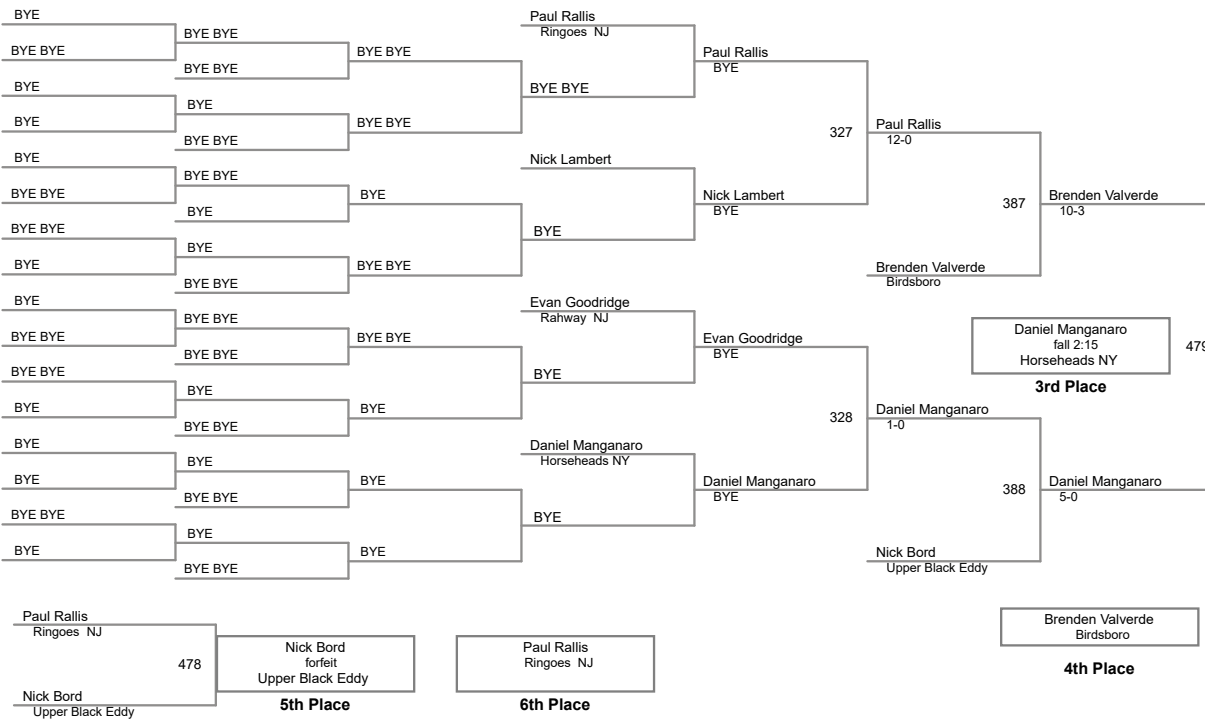 BYE
BYE BYE
BYE
BYE
BYE
BYE BYE
BYE BYE
BYE
BYE
BYE BYE
BYE BYE
BYE
BYE
BYE
BYE BYE
BYE
BYE BYE
BYE BYE
BYE
BYE BYE
BYE BYE
BYE
BYE
BYE BYE
BYE BYE
BYE BYE
BYE
BYE BYE
BYE
BYE BYE
BYE
BYE BYE
BYE BYE
BYE BYE
BYE
BYE BYE
BYE BYE
BYE
BYE
BYE
Paul Rallis
Ringoes NJ
BYE BYE
Nick Lambert
BYE
Evan Goodridge
Rahway NJ
BYE
Daniel Manganaro
Horseheads NY
BYE
Paul Rallis
BYE
Nick Lambert
BYE
Evan Goodridge
BYE
Daniel Manganaro
BYE
327
328
Paul Rallis
12-0
Brenden Valverde
Birdsboro
Daniel Manganaro
1-0
Nick Bord
Upper Black Eddy
387
388
Brenden Valverde
10-3
Daniel Manganaro
fall 2:15
Horseheads NY
479
3rd Place
Daniel Manganaro
5-0
Paul Rallis
Ringoes NJ
478
Nick Bord
Upper Black Eddy
Nick Bord
forfeit
Upper Black Eddy
5th Place
Paul Rallis
Ringoes NJ
6th Place
Brenden Valverde
Birdsboro
4th Place